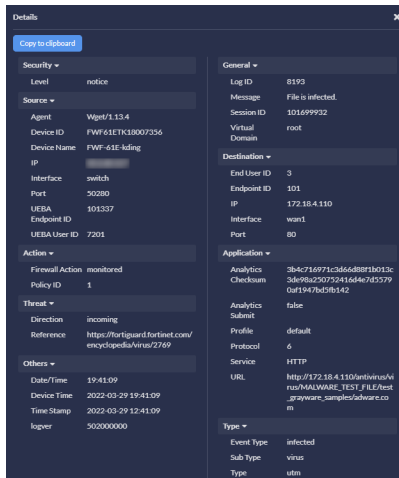 Details
Copy to clipboard
Security
Level notice
Source
Agent Wget/1.13.4
Device ID FWF61ETK18007356
Device Name FWF-61E-kding
IP
Interface switch
Port 50280
UEBA
Endpoint ID 101337
UEBA User ID 7201
Action
Firewall Action monitored
Policy ID 1
Threat
Direction incoming
Reference https://fortiguard.fortinet.com/
encyclopedia/virus/2769
Others
Date/Time 19:41:09
Device Time 2022-03-29 19:41:09
Time Stamp 2022-03-29 12:41:09
logver 502000000
General
Log ID 8193
Message File is infected.
Session ID 101699932
Virtual root
Domain
Destination
End User ID 3
Endpoint ID 101
IP 172.18.4.110
Interface wan1
Port 80
Application
Analytics 3b4c716971c3d66d88f1b013c
Checksum 3de98a250752416d4e7d5579
0af1947bd5fb142
Analytics false
Submit
Profile default
Protocol 6
Service HTTP
URL http://172.18.4.110/antivirus/vi
rus/MALWARE_TEST_FILE/test
_grayware_samples/adware.co
m
Type
Event Type infected
Sub Type virus
Type utm